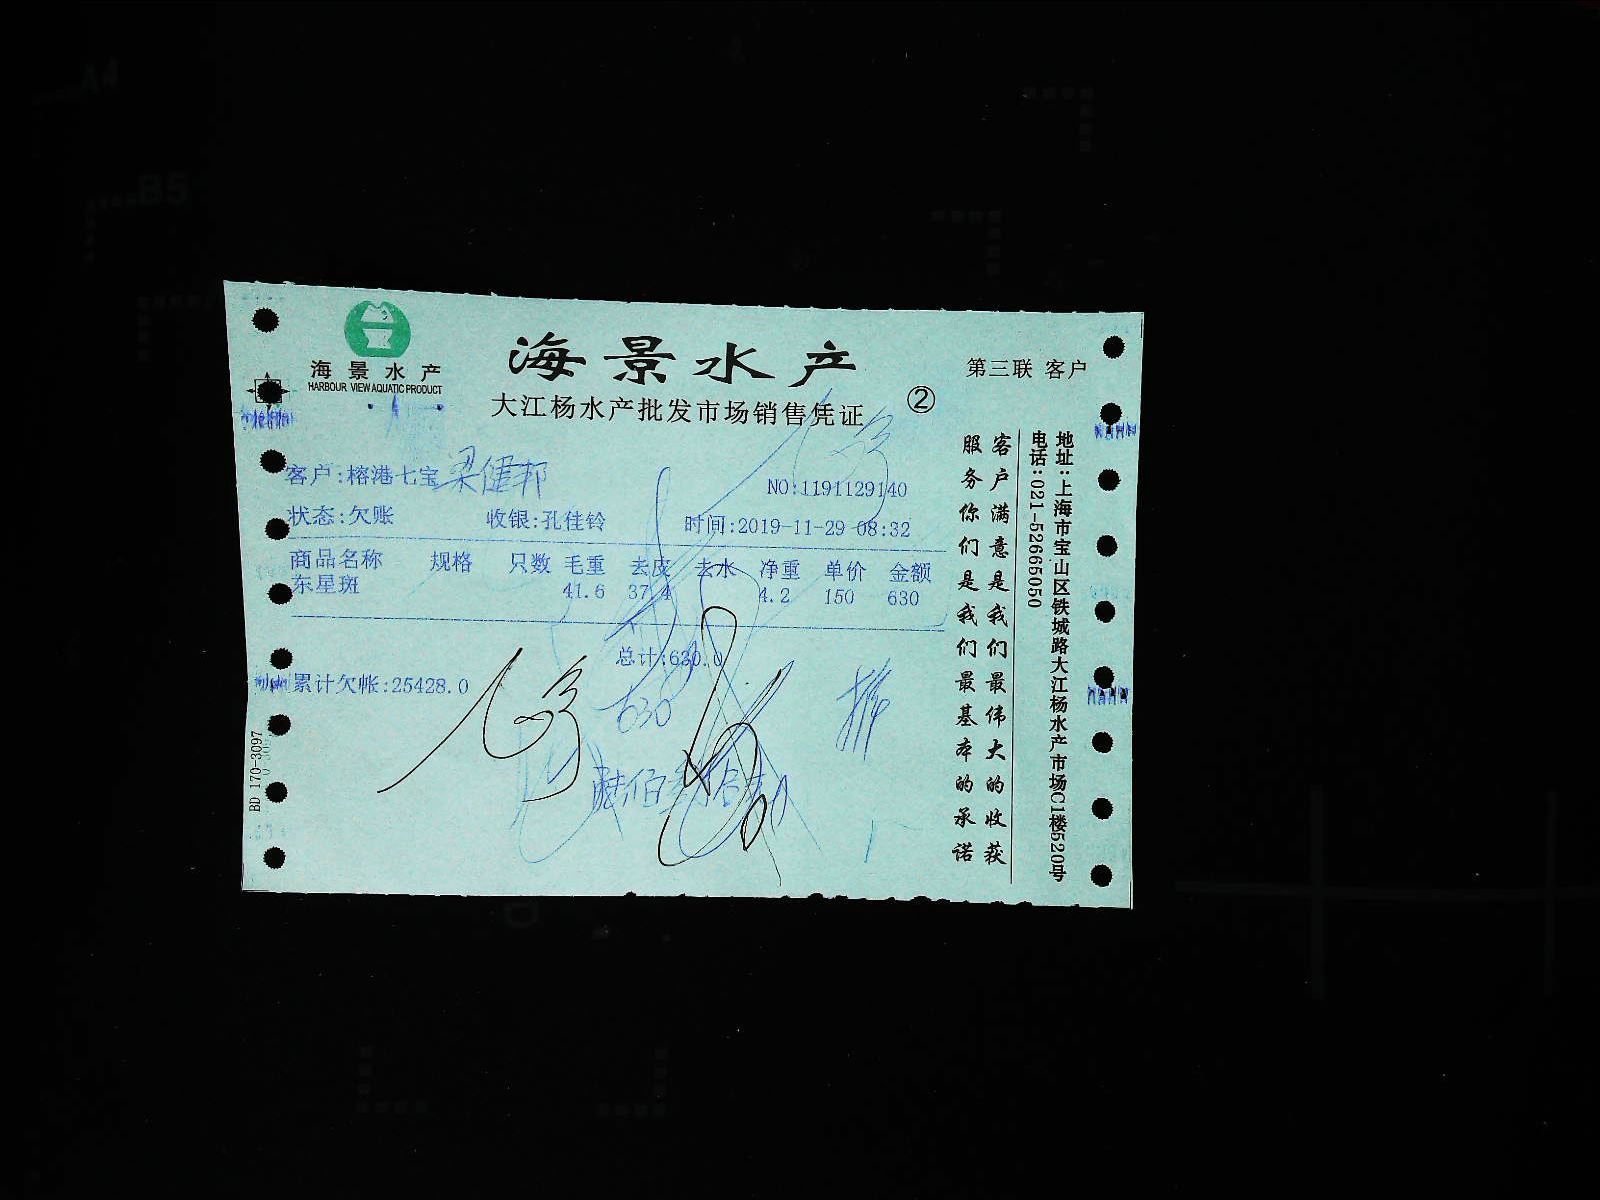 海景水产
HARBOUR VIEW AQUATIC PRODUCT
海景水产
大江杨水产批发市场销售凭证
②
第三联 客户
客户:榕港七宝 梁健邦
NO:1191129140
状态:欠账 收银:孔佳铃 时间:2019-11-29 08:32
商品名称 规格 只数 毛重 去皮 去水 净重 单价 金额
东星斑 41.6 37.4 4.2 150 630
总计:630.0
累计欠帐:25428.0
630
客户满意是我们最伟大的收获
服务你们是我们最基本的承诺
地址:上海市宝山区铁城路大江杨水产市场C1楼520号
电话:021-52665050
BD 170-3097